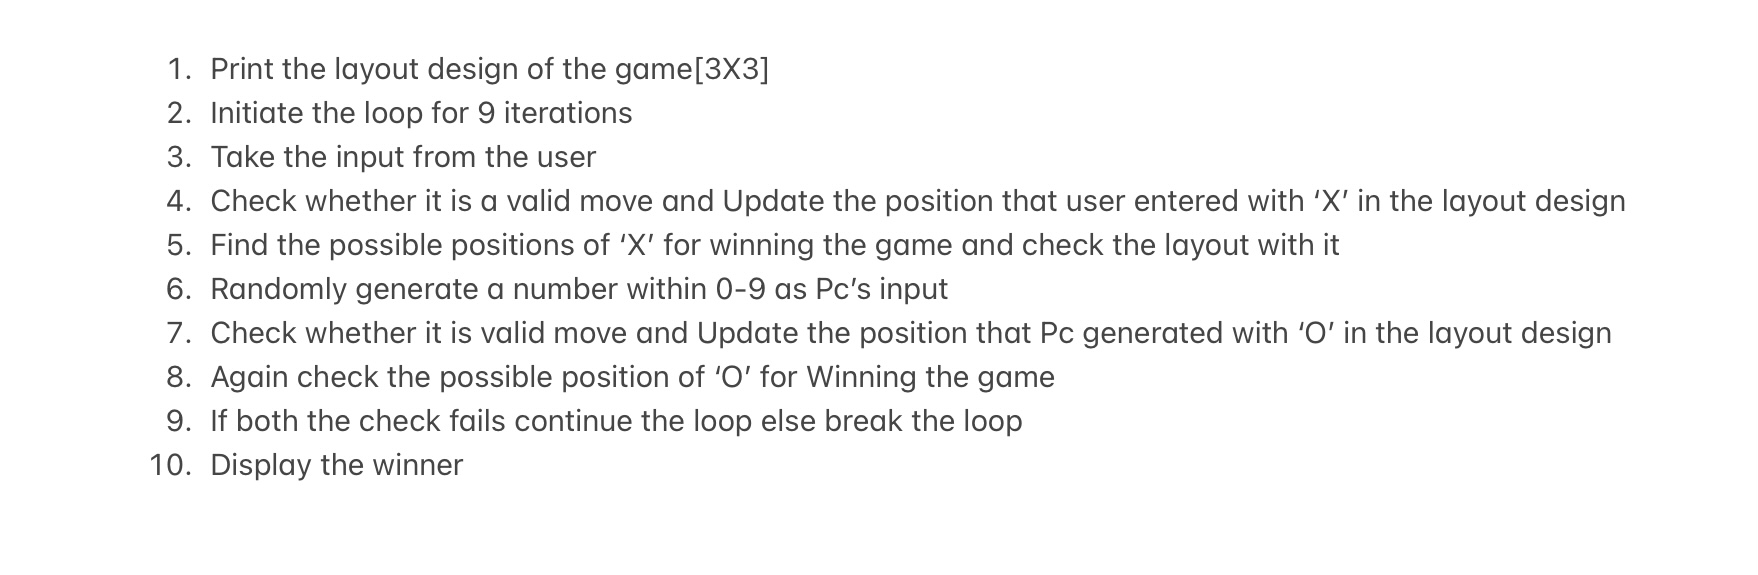 1. Print the layout design of the game[3X3]
2. Initiate the loop for 9 iterations
3. Take the input from the user
4. Check whether it is a valid move and Update the position that user entered with ‘X’ in the layout design
5. Find the possible positions of ‘X’ for winning the game and check the layout with it
6. Randomly generate a number within 0-9 as Pc’s input
7. Check whether it is valid move and Update the position that Pc generated with ‘O’ in the layout design
8. Again check the possible position of ‘O’ for Winning the game
9. If both the check fails continue the loop else break the loop
10. Display the winner